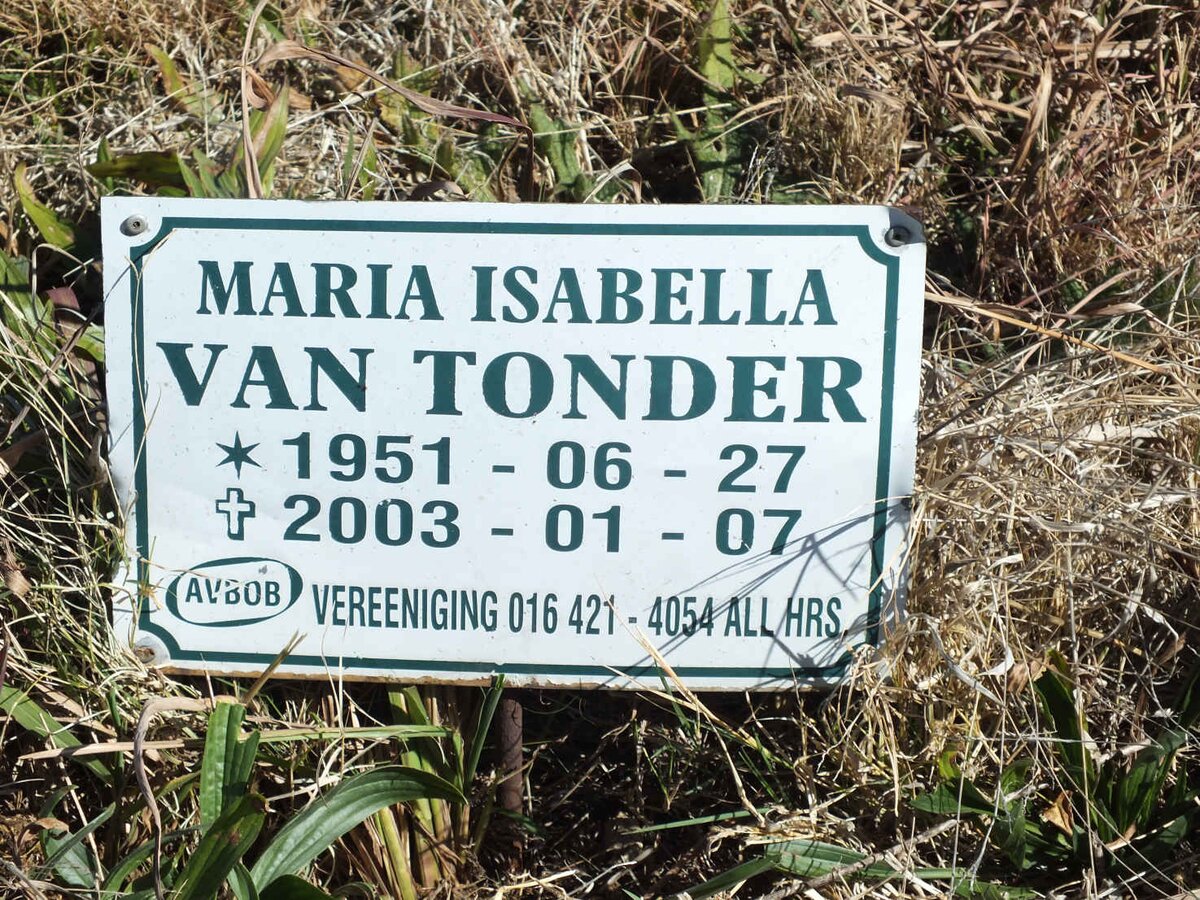 MARIA ISABELLA
VAN TONDER
✶ 1951 - 06 - 27
✞ 2003 - 01 - 07
AVBOB VEREENIGING 016 421 - 4054 ALL HRS.